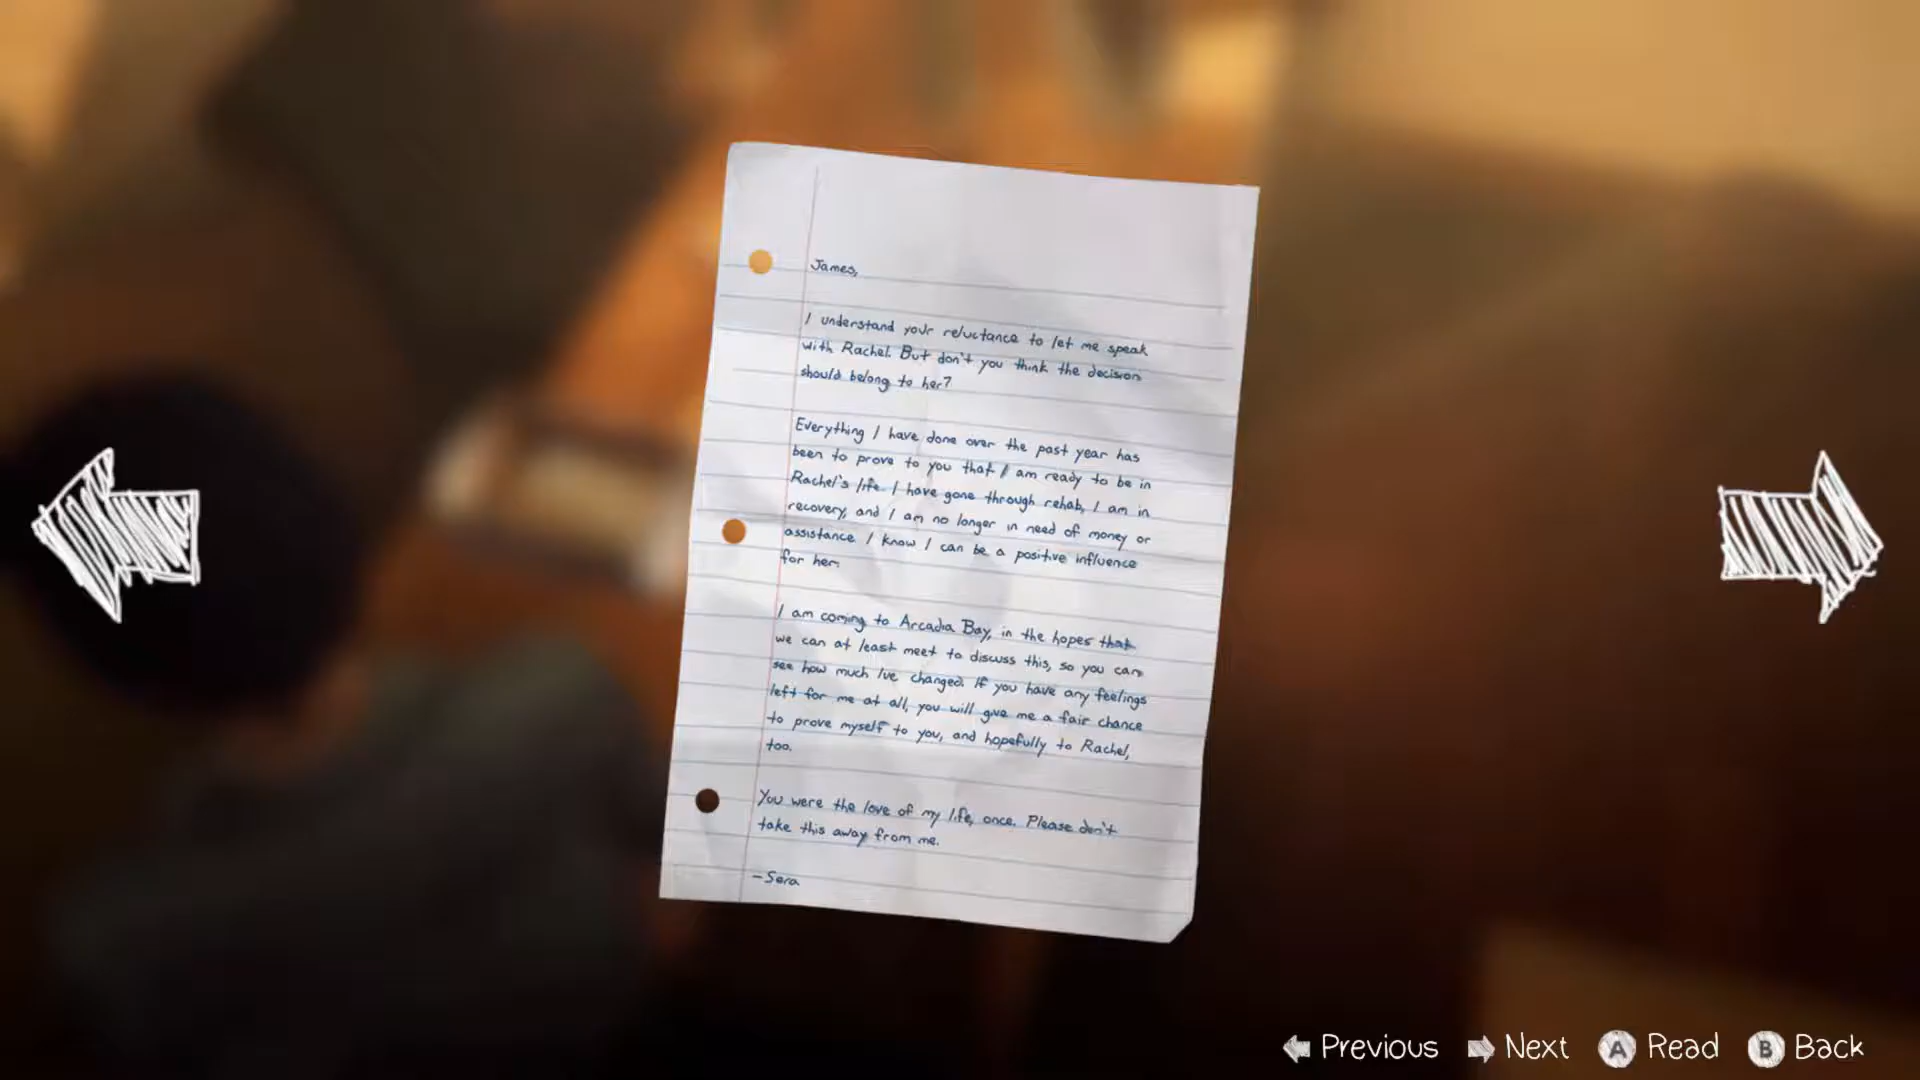 James,
I understand your reluctance to let me speak
with Rachel. But don't you think the decision
should belong to her?
Everything I have done over the past year has
been to prove to you that I am ready to be in
Rachel's life. I have gone through rehab, I am in
recovery, and I am no longer in need of money or
assistance. I know I can be a positive influence
for her.
I am coming to Arcadia Bay, in the hopes that
we can at least meet to discuss this, so you can
see how much I've changed. If you have any feelings
left for me at all, you will give me a fair chance
to prove myself to you, and hopefully to Rachel,
too.
You were the love of my life, once. Please don't
take this away from me.
-Sera
Previous Next A Read B Back